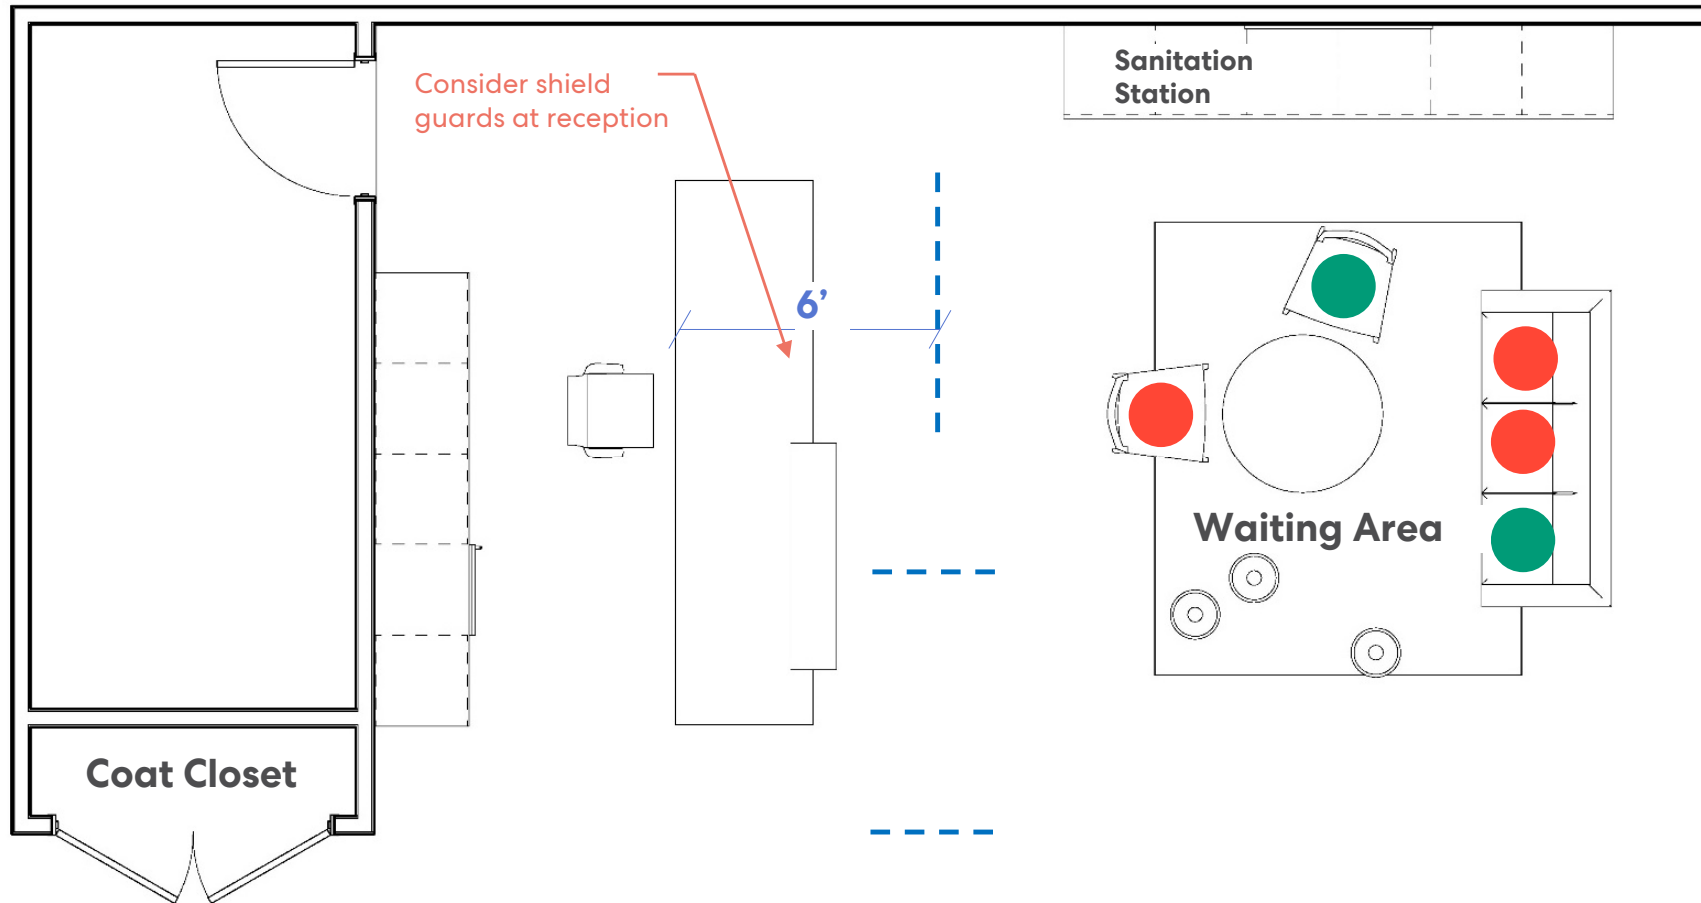 Consider shield
guards at reception
Sanitation
Station
6’
Waiting Area
Coat Closet